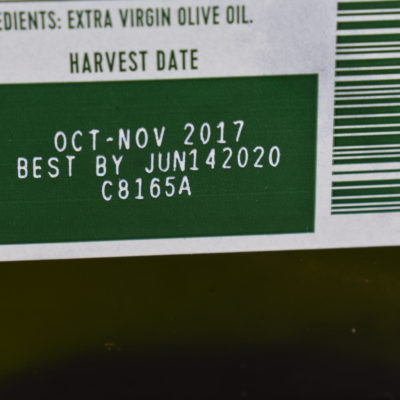 EDIENTS: EXTRA VIRGIN OLIVE OIL.
HARVEST DATE
OCT-NOV 2017
BEST BY JUN142020
C8165A